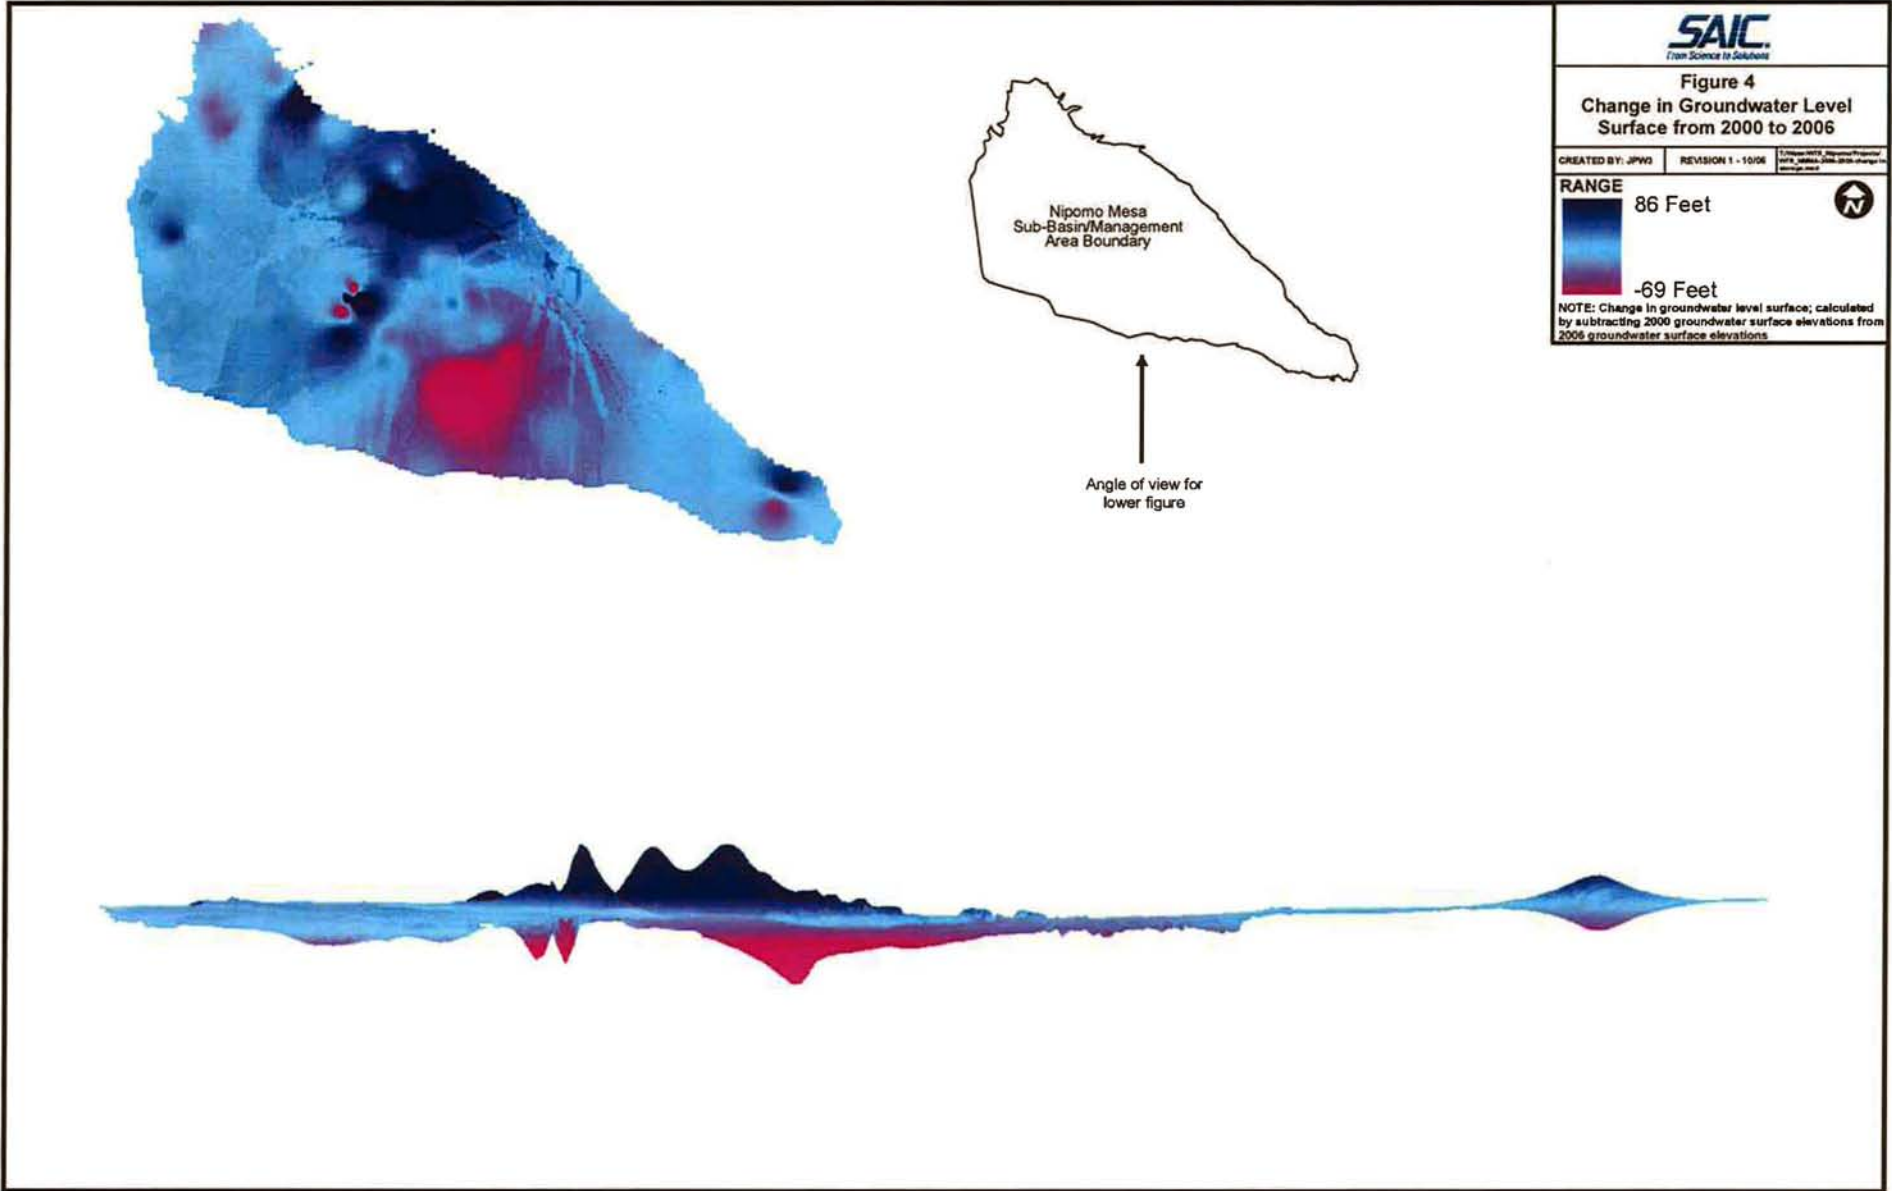 SAIC
From Science to Solutions
Figure 4
Change in Groundwater Level
Surface from 2000 to 2006
CREATED BY: JPW3
REVISION 1 - 10/06
RANGE
86 Feet
N
-69 Feet
NOTE: Change in groundwater level surface; calculated
by subtracting 2000 groundwater surface elevations from
2006 groundwater surface elevations
Nipomo Mesa
Sub-Basin/Management
Area Boundary
Angle of view for
lower figure